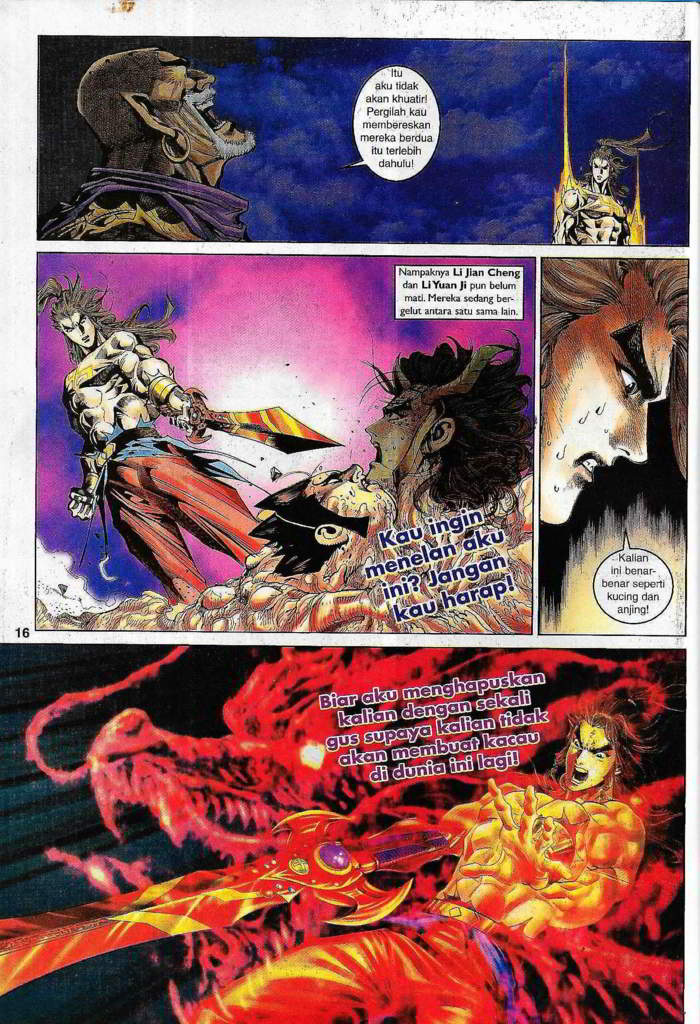 Itu
aku tidak
akan khuatir!
Pergilah kau
membereskan
mereka berdua
itu terlebih
dahulu!
Nampaknya Li Jian Cheng
dan Li Yuan Ji pun belum
mati. Mereka sedang ber-
gelut antara satu sama lain.
Kau ingin
menelan aku
ini? Jangan
kau harap!
Kalian
ini benar-
benar seperti
kucing dan
anjing!
16
Biar aku menghapuskan
kalian dengan sekali
gus supaya kalian tidak
akan membuat kacau
di dunia ini lagi!